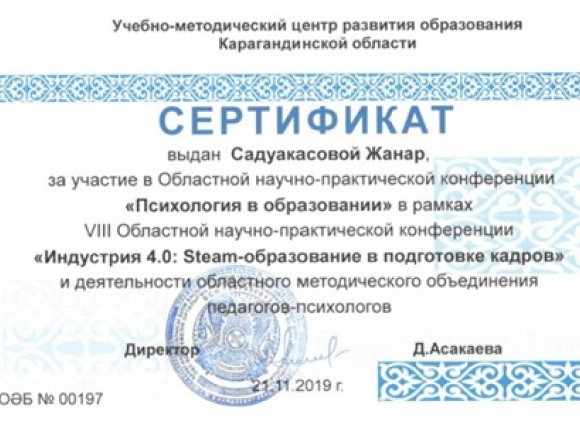 Учебно-методический центр развития образования
Карагандинской области
СЕРТИФИКАТ
выдан Садуакасовой Жанар,
за участие в Областной научно-практической конференции
«Психология в образовании» в рамках
VIII Областной научно-практической конференции
«Индустрия 4.0: Steam-образование в подготовке кадров»
и деятельности областного методического объединения
педагогов-психологов
Директор Д.Асакаева
21.11.2019 г.
ОӘБ № 00197